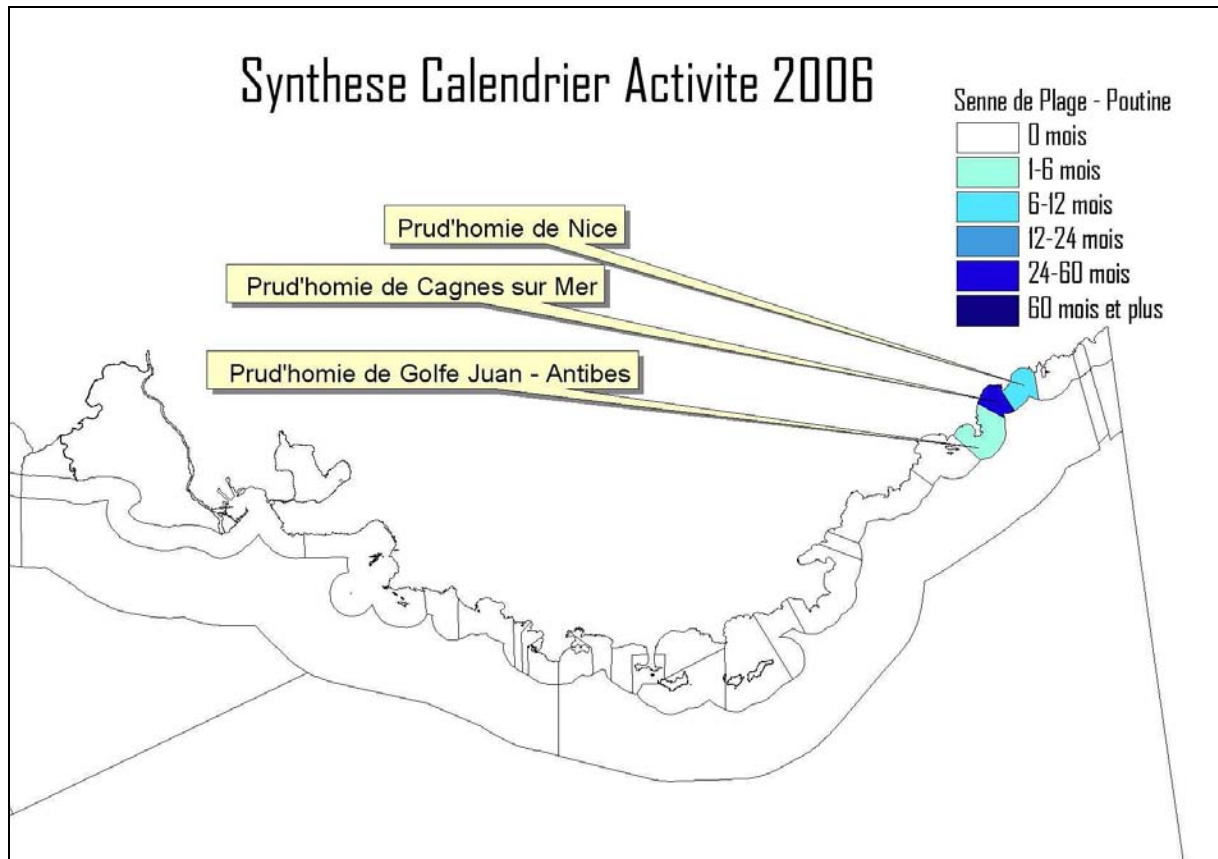 Synthese Calendrier Activite 2006
Senne de Plage - Poutine
0 mois
1-6 mois
6-12 mois
12-24 mois
24-60 mois
60 mois et plus
Prud'homie de Nice
Prud'homie de Cagnes sur Mer
Prud'homie de Golfe Juan - Antibes